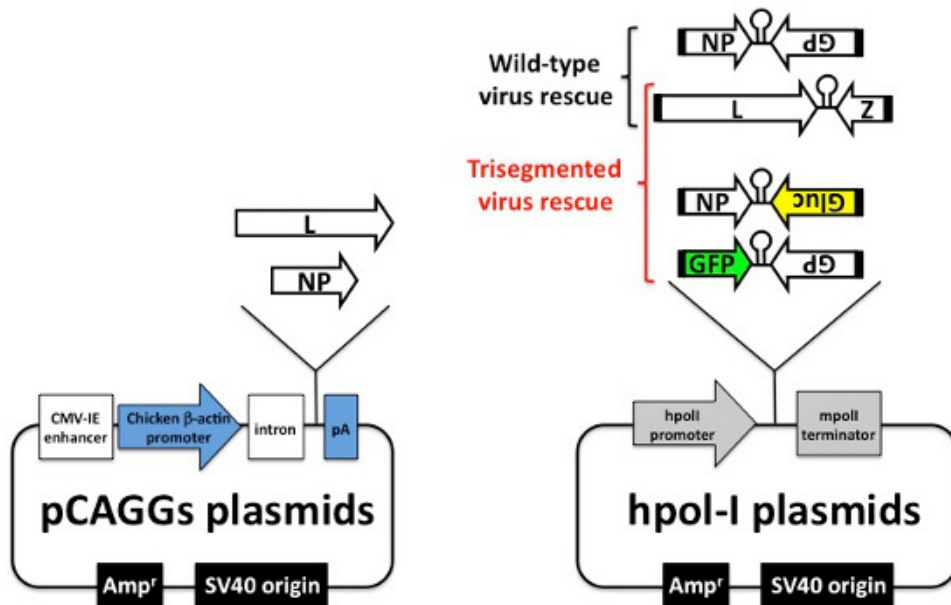 NP
GP
Wild-type
virus rescue
L
Z
Trisegmented
virus rescue
NP
Gluc
GFP
GP
L
NP
CMV-IE
enhancer
Chicken β-actin
promoter
intron
pA
pCAGGs plasmids
Ampʳ
SV40 origin
hpolI
promoter
mpolI
terminator
hpol-I plasmids
Ampʳ
SV40 origin